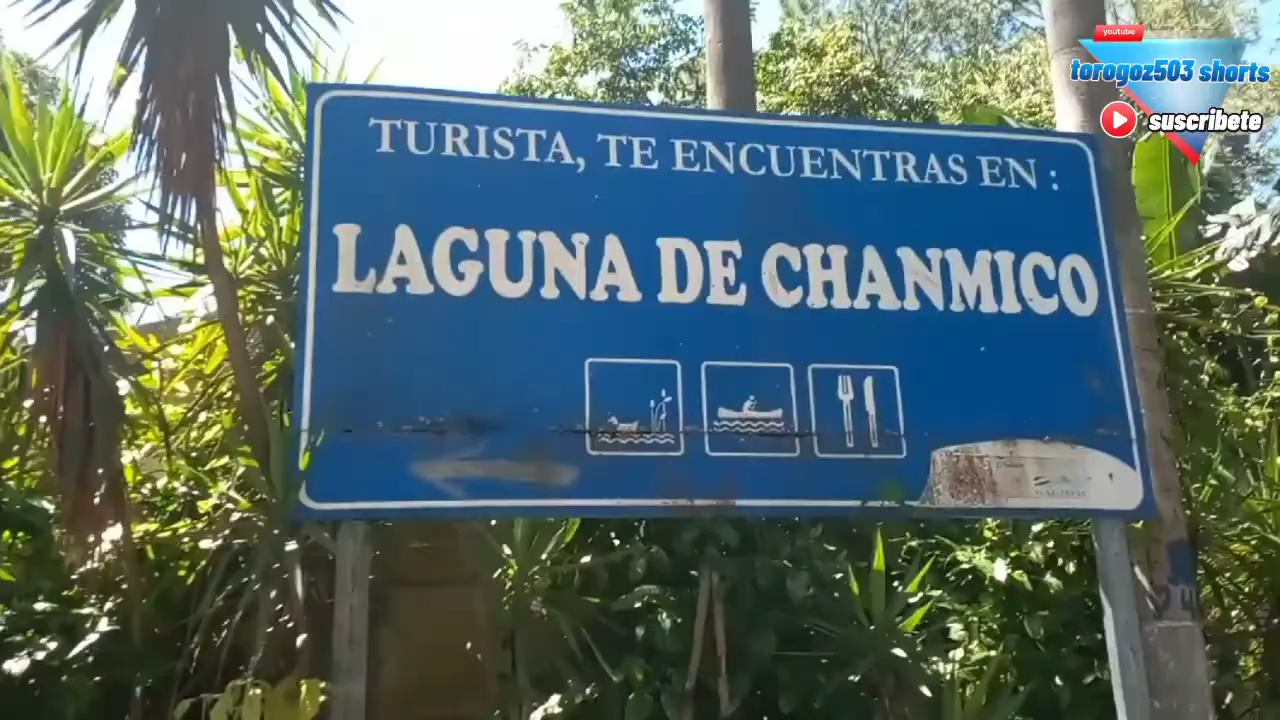 youtube
torogoz503 shorts
suscribete
TURISTA, TE ENCUENTRAS EN :
LAGUNA DE CHANMICO